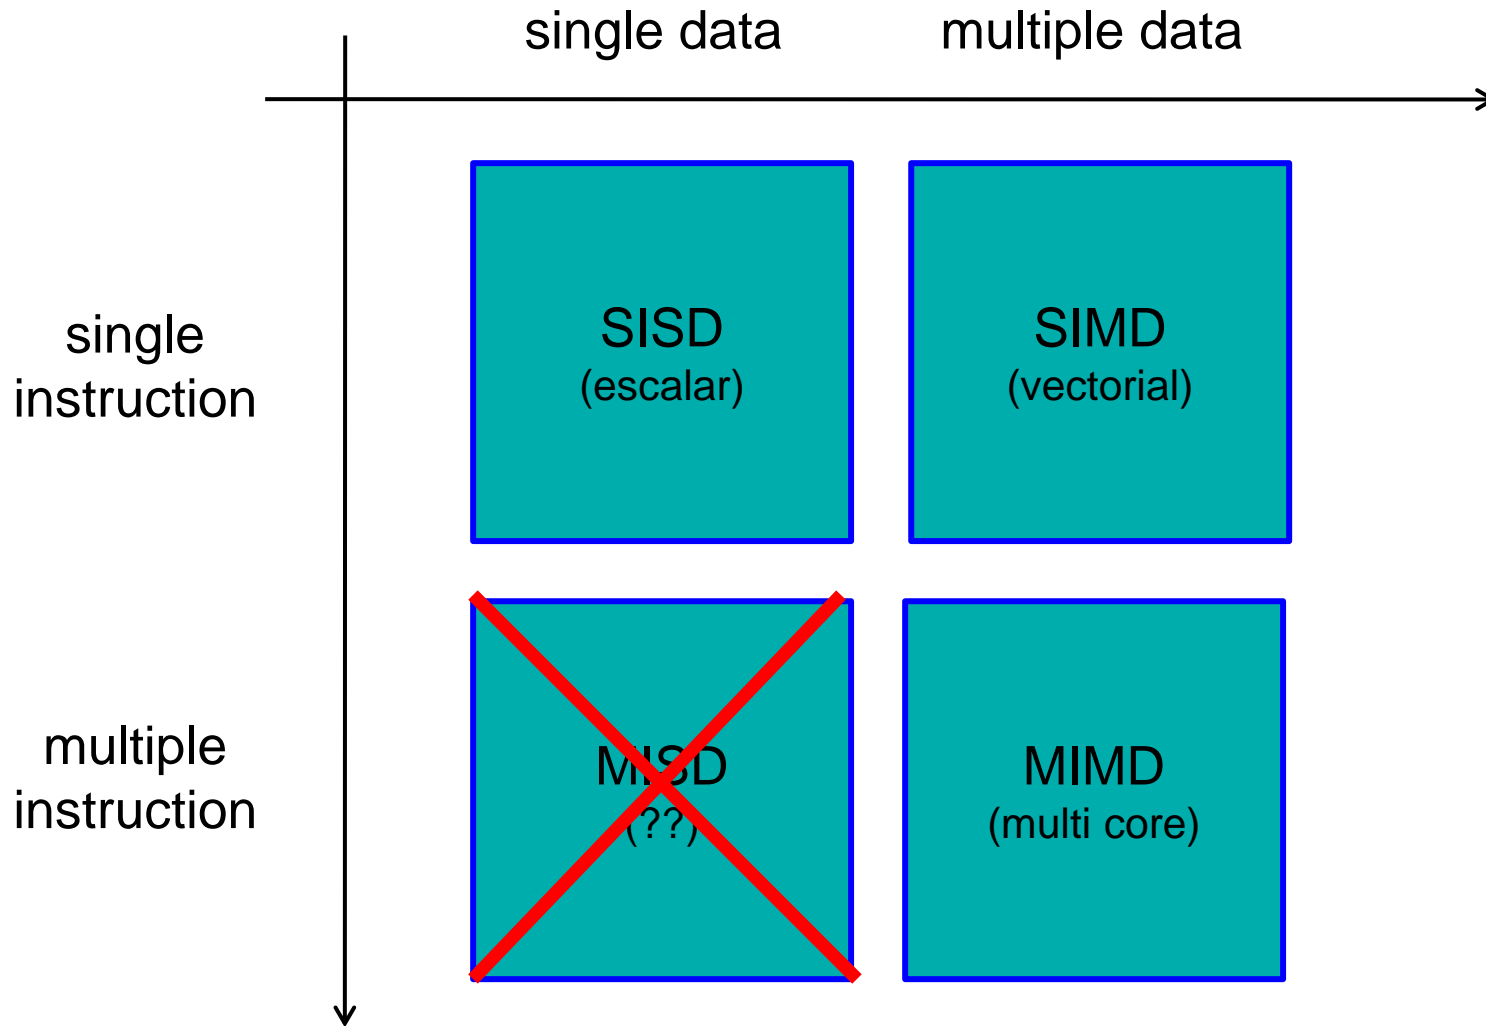 single data
multiple data
single
instruction
SISD
(escalar)
SIMD
(vectorial)
multiple
instruction
MISD
(??)
MIMD
(multi core)